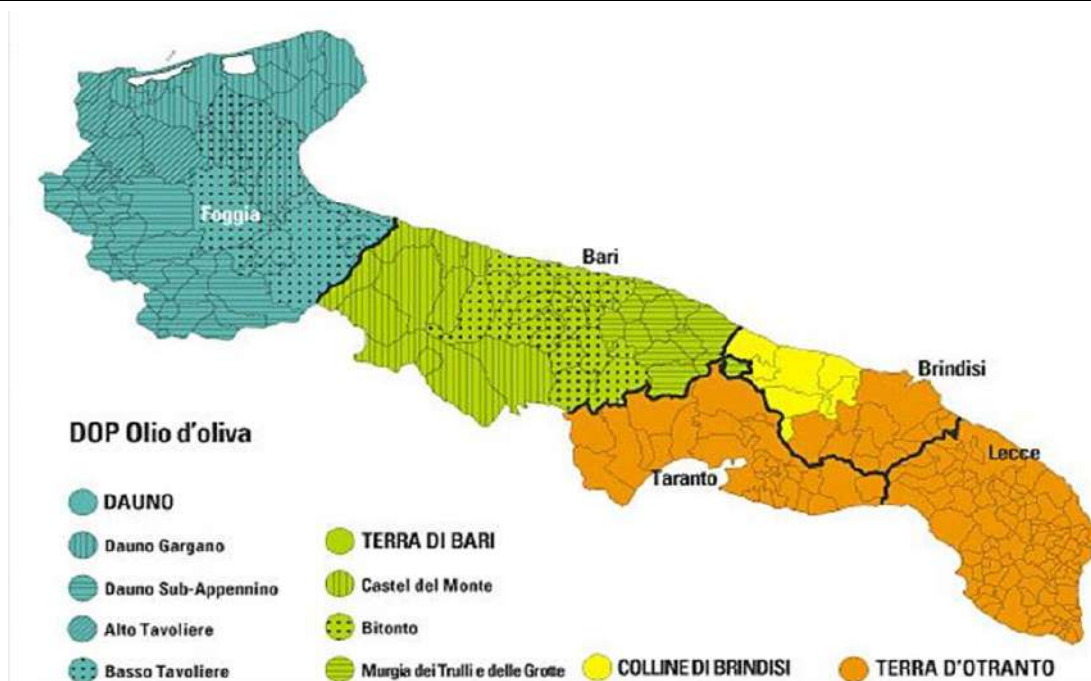 Foggia
Bari
Brindisi
Lecce
Taranto
DOP Olio d'oliva
DAUNO
Dauno Gargano
Dauno Sub-Appennino
Alto Tavoliere
Basso Tavoliere
TERRA DI BARI
Castel del Monte
Bitonto
Murgia dei Trulli e delle Grotte
COLLINE DI BRINDISI
TERRA D'OTRANTO